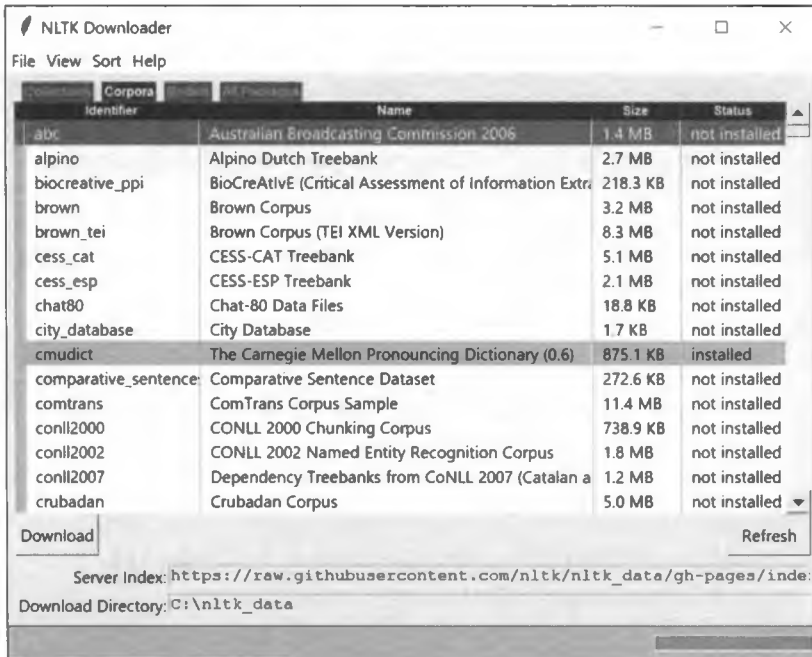 NLTK Downloader
File View Sort Help
Collections Corpora Models All Packages
Identifier Name Size Status
abc Australian Broadcasting Commission 2006 1.4 MB not installed
alpino Alpino Dutch Treebank 2.7 MB not installed
biocreative_ppi BioCreAtIvE (Critical Assessment of Information Extra 218.3 KB not installed
brown Brown Corpus 3.2 MB not installed
brown_tei Brown Corpus (TEI XML Version) 8.3 MB not installed
cess_cat CESS-CAT Treebank 5.1 MB not installed
cess_esp CESS-ESP Treebank 2.1 MB not installed
chat80 Chat-80 Data Files 18.8 KB not installed
city_database City Database 1.7 KB not installed
cmudict The Carnegie Mellon Pronouncing Dictionary (0.6) 875.1 KB installed
comparative_sentence Comparative Sentence Dataset 272.6 KB not installed
comtrans ComTrans Corpus Sample 11.4 MB not installed
conll2000 CONLL 2000 Chunking Corpus 738.9 KB not installed
conll2002 CONLL 2002 Named Entity Recognition Corpus 1.8 MB not installed
conll2007 Dependency Treebanks from CoNLL 2007 (Catalan a 1.2 MB not installed
crubadan Crubadan Corpus 5.0 MB not installed
Download Refresh
Server Index: https://raw.githubusercontent.com/nltk/nltk_data/gh-pages/inde
Download Directory: C:\nltk_data